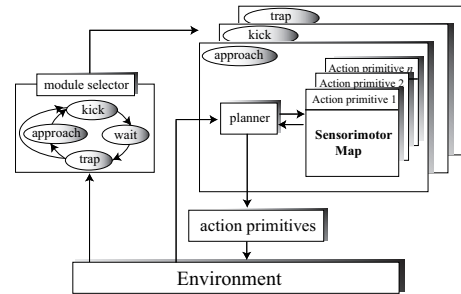 trap
kick
approach
module selector
kick
approach
wait
trap
Action primitive n
Action primitive 2
Action primitive 1
planner
Sensorimotor
Map
action primitives
Environment